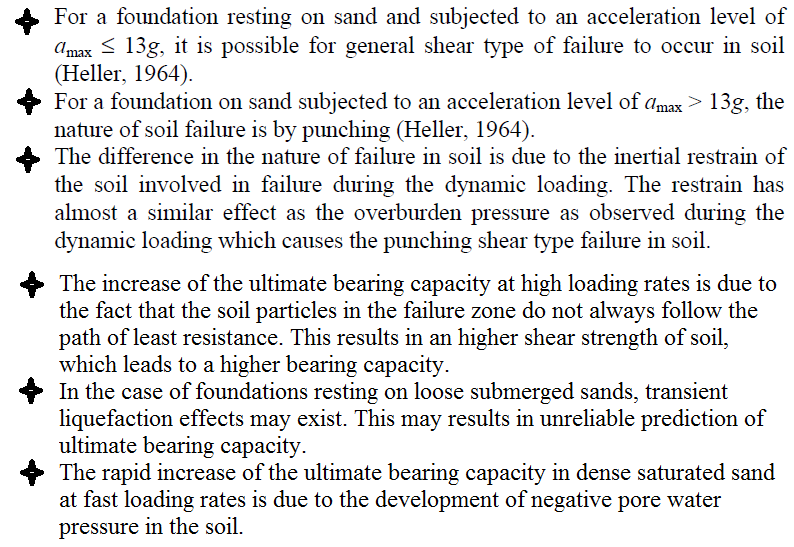 For a foundation resting on sand and subjected to an acceleration level of
amax ≤ 13g, it is possible for general shear type of failure to occur in soil
(Heller, 1964).
For a foundation on sand subjected to an acceleration level of amax > 13g, the
nature of soil failure is by punching (Heller, 1964).
The difference in the nature of failure in soil is due to the inertial restrain of
the soil involved in failure during the dynamic loading. The restrain has
almost a similar effect as the overburden pressure as observed during the
dynamic loading which causes the punching shear type failure in soil.
The increase of the ultimate bearing capacity at high loading rates is due to
the fact that the soil particles in the failure zone do not always follow the
path of least resistance. This results in an higher shear strength of soil,
which leads to a higher bearing capacity.
In the case of foundations resting on loose submerged sands, transient
liquefaction effects may exist. This may results in unreliable prediction of
ultimate bearing capacity.
The rapid increase of the ultimate bearing capacity in dense saturated sand
at fast loading rates is due to the development of negative pore water
pressure in the soil.